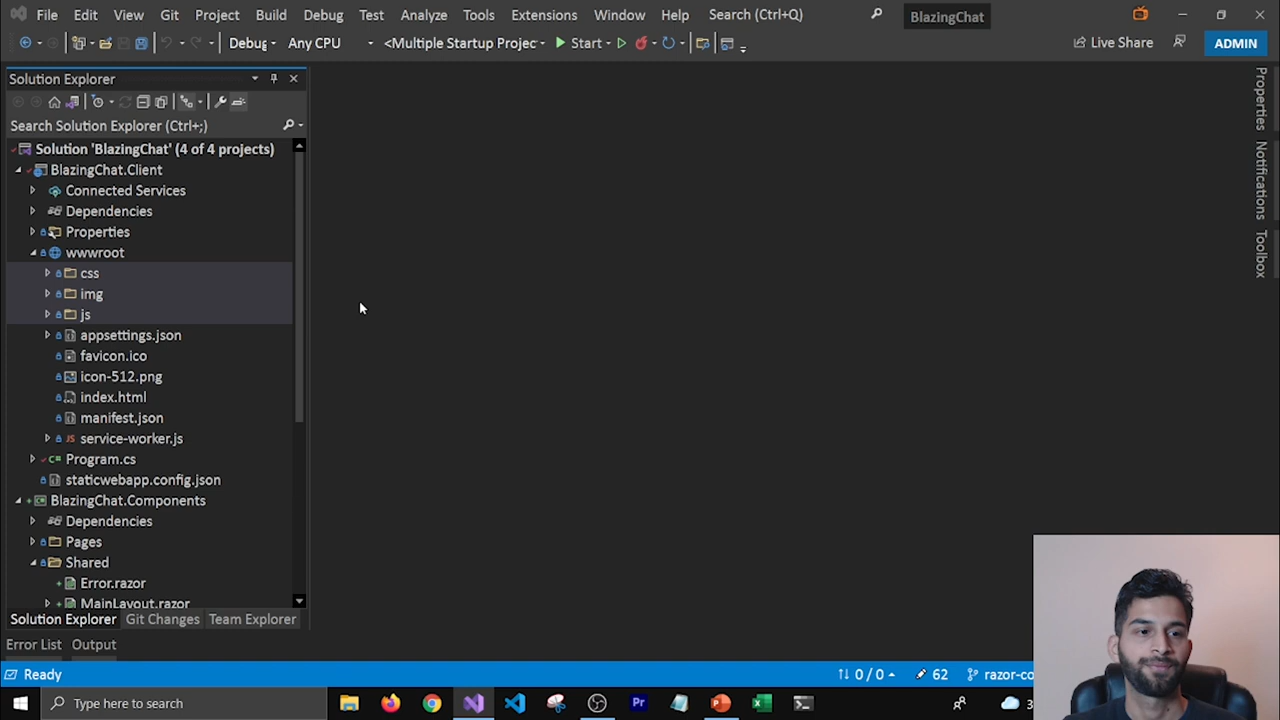 File Edit View Git Project Build Debug Test Analyze Tools Extensions Window Help Search (Ctrl+Q) BlazingChat
Debug Any CPU <Multiple Startup Projec Start Live Share ADMIN
Solution Explorer
Search Solution Explorer (Ctrl+;)
Solution 'BlazingChat' (4 of 4 projects)
BlazingChat.Client
Connected Services
Dependencies
Properties
wwwroot
css
img
js
appsettings.json
favicon.ico
icon-512.png
index.html
manifest.json
JS service-worker.js
C# Program.cs
staticwebapp.config.json
BlazingChat.Components
Dependencies
Pages
Shared
Error.razor
MainLayout.razor
Solution Explorer Git Changes Team Explorer
Error List Output
Ready 0 / 0 62 razor-co
Type here to search Pr 3
Properties
Notifications
Toolbox